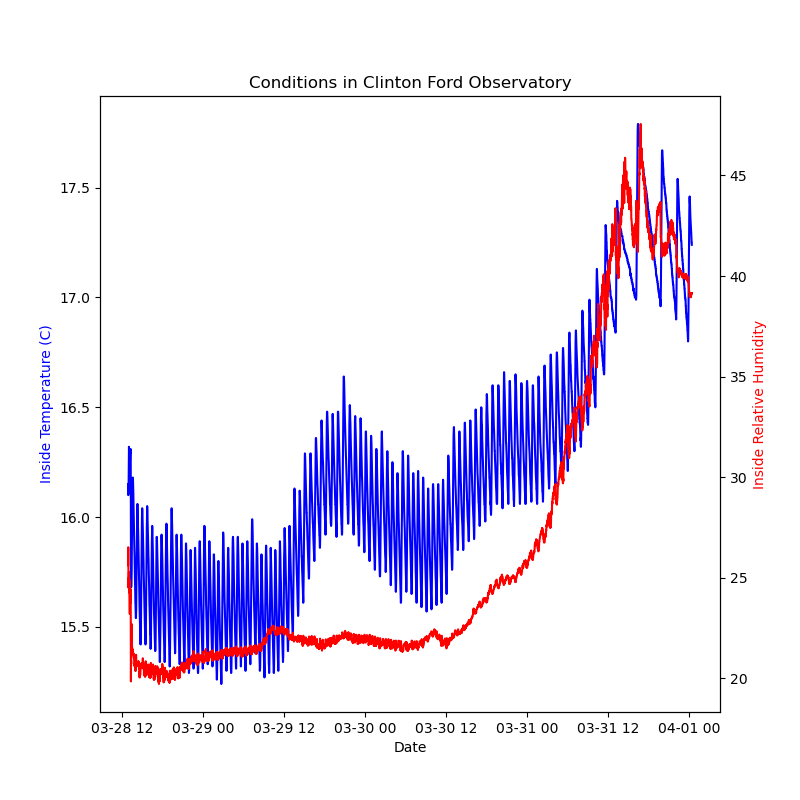 Conditions in Clinton Ford Observatory
17.5
17.0
16.5
16.0
15.5
Inside Temperature (C)
45
40
35
30
25
20
Inside Relative Humidity
03-28 12 03-29 00 03-29 12 03-30 00 03-30 12 03-31 00 03-31 12 04-01 00
Date